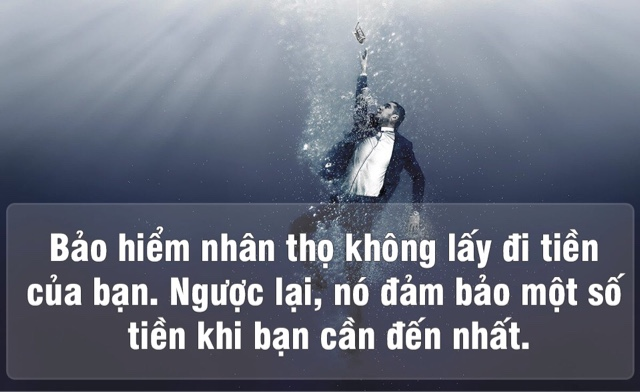 Bảo hiểm nhân thọ không lấy đi tiền
của bạn. Ngược lại, nó đảm bảo một số
tiền khi bạn cần đến nhất.